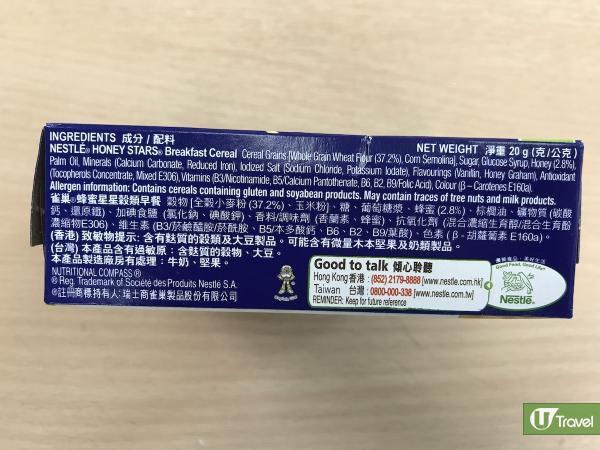 INGREDIENTS 成分 / 配料
NET WEIGHT 淨重 20 g (克/公克)
NESTLÉ® HONEY STARS® Breakfast Cereal Cereal Grains [Whole Grain Wheat Flour (37.2%), Corn Semolina], Sugar, Glucose Syrup, Honey (2.8%),
Palm Oil, Minerals (Calcium Carbonate, Reduced Iron), Iodized Salt (Sodium Chloride, Potassium Iodate), Flavourings (Vanillin, Honey Graham), Antioxidant
(Tocopherols Concentrate, Mixed E306), Vitamins (B3/Nicotinamide, B5/Calcium Pantothenate, B6, B2, B9/Folic Acid), Colour (β – Carotenes E160a).
Allergen information: Contains cereals containing gluten and soybean products. May contain traces of tree nuts and milk products.
雀巢® 蜂蜜星星穀類早餐 穀物 [全穀小麥粉 (37.2%) 、玉米粉]、糖、葡萄糖漿、蜂蜜 (2.8%) 、棕櫚油、礦物質 (碳酸
鈣、還原鐵)、加碘食鹽 (氯化鈉、碘酸鉀)、香料/調味劑 (香蘭素、蜂蜜)、抗氧化劑 (混合濃縮生育醇/混合生育酚
濃縮物E306)、維生素 (B3/菸鹼醯胺/菸酰胺、B5/本多酸鈣、B6、B2、B9/葉酸)、色素 (β - 胡蘿蔔素 E160a)。
(香港) 致敏物提示: 含有麩質的穀類及大豆製品。可能含有微量木本堅果及奶類製品。
(台灣) 本產品含有過敏原：含麩質的穀物、大豆。
本產品製造廠房有處理：牛奶、堅果。
NUTRITIONAL COMPASS®
® Reg. Trademark of Société des Produits Nestlé S.A.
®註冊商標持有人: 瑞士商雀巢製品股份有限公司
Good to talk 傾心聆聽
Hong Kong 香港 : (852) 2179-8888 [www.nestle.com.hk]
Taiwan 台灣 : 0800-000-338 [www.nestle.com.tw]
REMINDER: Keep for future reference
Good Food, Good Life
Nestlé
U Travel